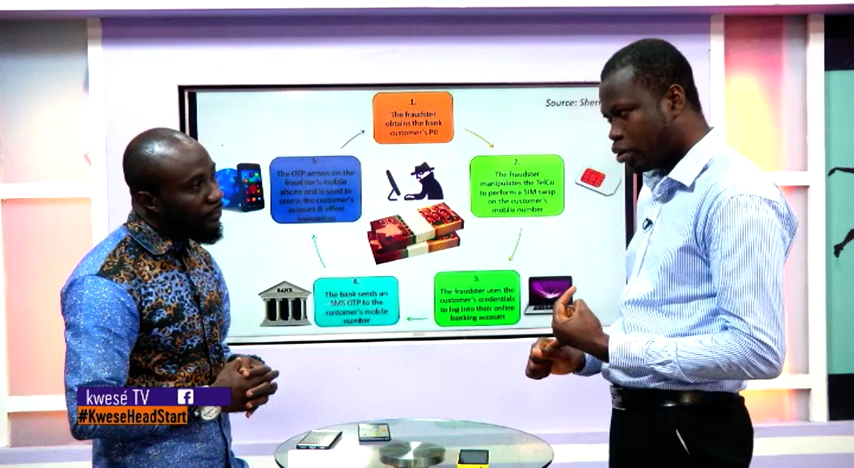 Source: Sherr
1.
The fraudster
obtains the bank
customer's PII
2.
The fraudster
manipulates the TelCo
to perform a SIM swap
on the customer's
mobile number
3.
The fraudster uses the
customer's credentials
to log into their online
banking account
4.
The bank sends an
SMS OTP to the
customer's mobile
number
5.
The OTP arrives on the
fraudster's mobile
phone and is used to
access the customer's
account & effect
transaction
BANK
kwesé TV f
#KweseHeadStart